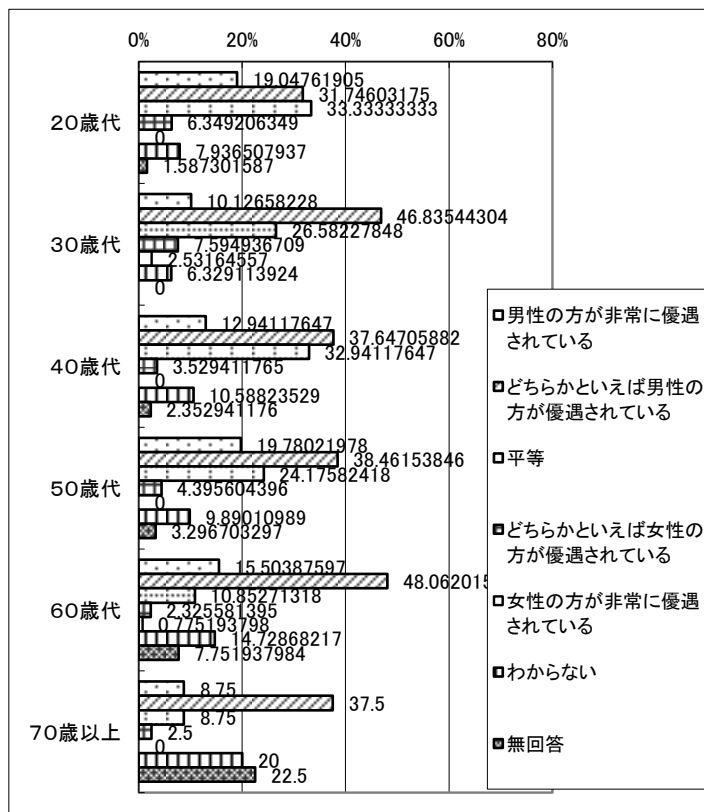 0% 20% 40% 60% 80%
20歳代
19.04761905
31.74603175
33.33333333
6.349206349
0
7.936507937
1.587301587
30歳代
10.12658228
46.83544304
26.58227848
7.594936709
2.53164557
6.329113924
0
40歳代
12.94117647
37.64705882
32.94117647
3.529411765
0
10.58823529
2.352941176
50歳代
19.78021978
38.46153846
24.17582418
4.395604396
0
9.89010989
3.296703297
60歳代
15.50387597
48.062015
10.85271318
2.325581395
0.775193798
14.72868217
7.751937984
70歳以上
8.75
37.5
8.75
2.5
0
20
22.5
男性の方が非常に優遇
されている
どちらかといえば男性の
方が優遇されている
平等
どちらかといえば女性の
方が優遇されている
女性の方が非常に優遇
されている
わからない
無回答